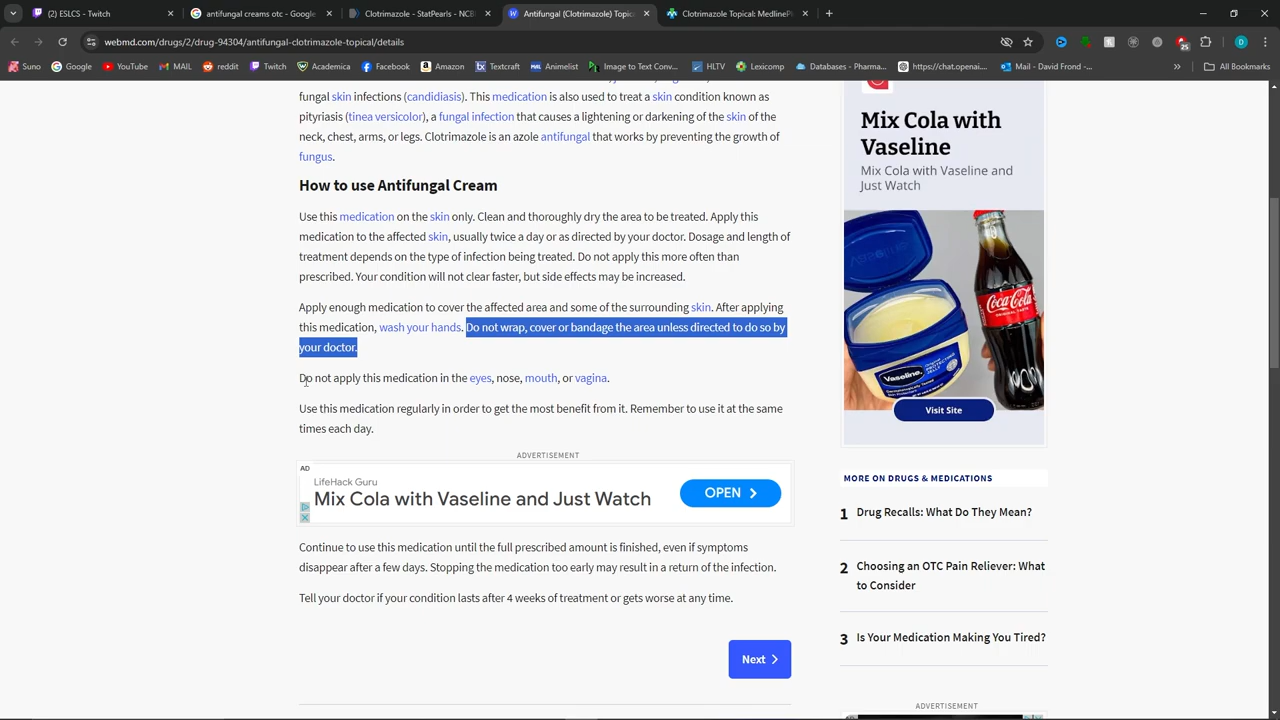 (2) ESLCS - Twitch
antifungal creams otc - Google
Clotrimazole - StatPearls - NCBI
Antifungal (Clotrimazole) Topic
Clotrimazole Topical: MedlinePl
webmd.com/drugs/2/drug-94304/antifungal-clotrimazole-topical/details
Suno Google YouTube MAIL reddit Twitch Academica Facebook Amazon Textcraft Animelist Image to Text Conv... HLTV Lexicomp Databases - Pharma... https://chat.openai.... Mail - David Frond -... All Bookmarks
fungal skin infections (candidiasis). This medication is also used to treat a skin condition known as
pityriasis (tinea versicolor), a fungal infection that causes a lightening or darkening of the skin of the
neck, chest, arms, or legs. Clotrimazole is an azole antifungal that works by preventing the growth of
fungus.
How to use Antifungal Cream
Use this medication on the skin only. Clean and thoroughly dry the area to be treated. Apply this
medication to the affected skin, usually twice a day or as directed by your doctor. Dosage and length of
treatment depends on the type of infection being treated. Do not apply this more often than
prescribed. Your condition will not clear faster, but side effects may be increased.
Apply enough medication to cover the affected area and some of the surrounding skin. After applying
this medication, wash your hands. Do not wrap, cover or bandage the area unless directed to do so by
your doctor.
Do not apply this medication in the eyes, nose, mouth, or vagina.
Use this medication regularly in order to get the most benefit from it. Remember to use it at the same
times each day.
ADVERTISEMENT
AD
LifeHack Guru
Mix Cola with Vaseline and Just Watch
OPEN
Continue to use this medication until the full prescribed amount is finished, even if symptoms
disappear after a few days. Stopping the medication too early may result in a return of the infection.
Tell your doctor if your condition lasts after 4 weeks of treatment or gets worse at any time.
Next
Mix Cola with
Vaseline
Mix Cola with Vaseline and
Just Watch
Vaseline
Coca-Cola
Visit Site
MORE ON DRUGS & MEDICATIONS
1 Drug Recalls: What Do They Mean?
2 Choosing an OTC Pain Reliever: What
to Consider
3 Is Your Medication Making You Tired?
ADVERTISEMENT